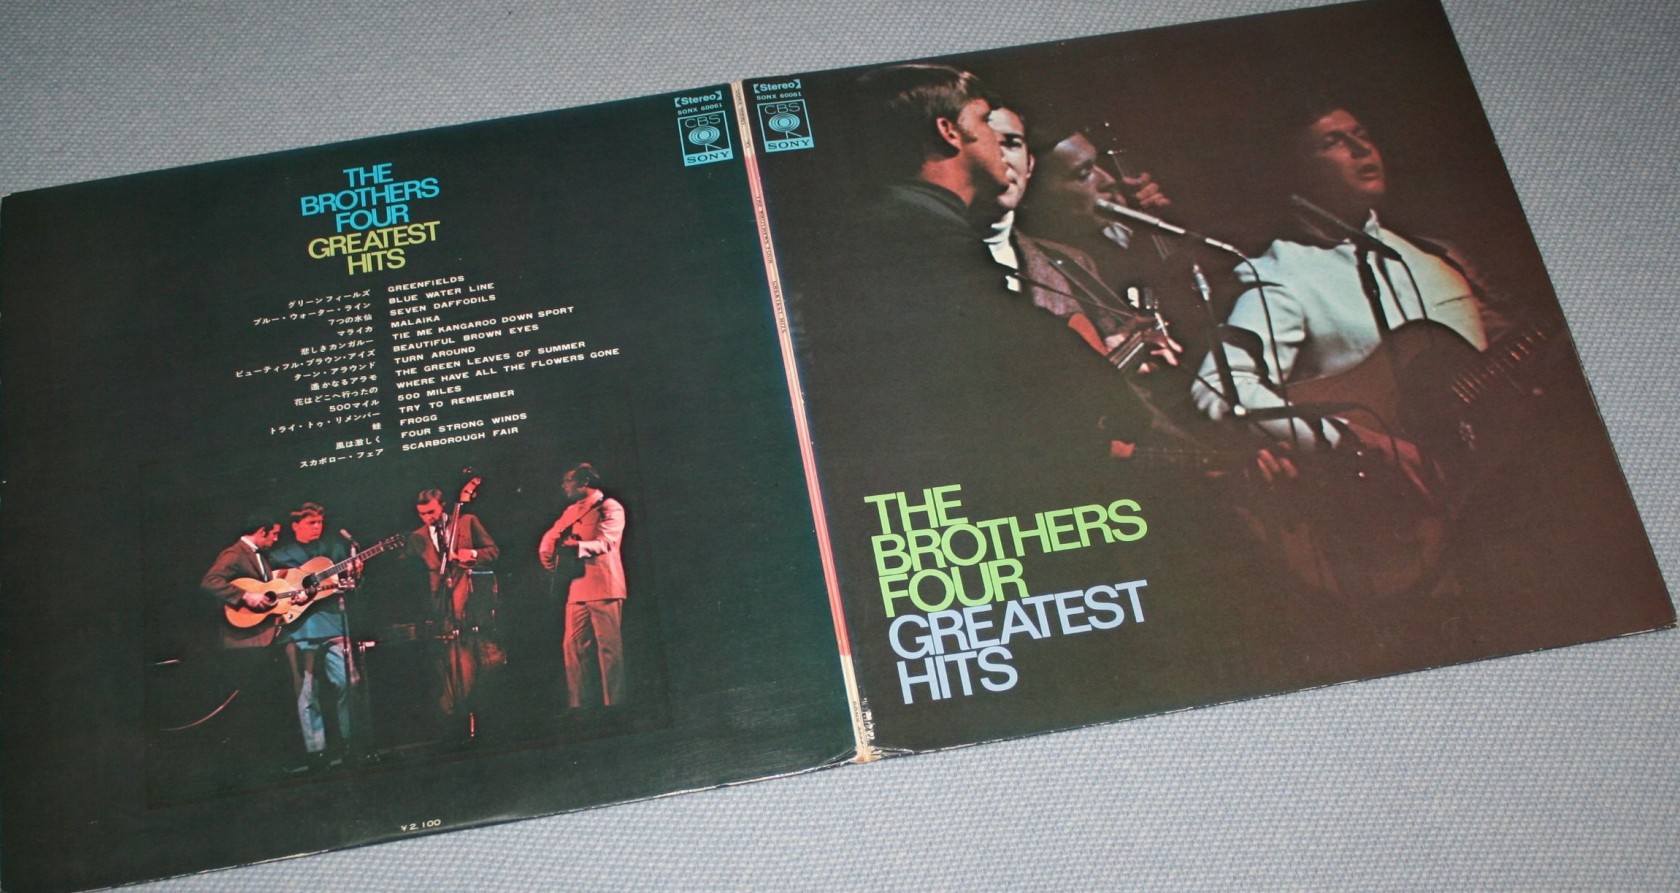 THE
BROTHERS
FOUR
GREATEST
HITS
グリーンフィールズ GREENFIELDS
ブルー・ウォーター・ライン BLUE WATER LINE
7つの水仙 SEVEN DAFFODILS
マライカ MALAIKA
悲しきカンガルー TIE ME KANGAROO DOWN SPORT
ビューティフル・ブラウン・アイズ BEAUTIFUL BROWN EYES
ターン・アラウンド TURN AROUND
遥かなるアラモ THE GREEN LEAVES OF SUMMER
花はどこへ行ったの WHERE HAVE ALL THE FLOWERS GONE
500マイル 500 MILES
トライ・トゥ・リメンバー TRY TO REMEMBER
蛙 FROGG
風は激しく FOUR STRONG WINDS
スカボロー・フェア SCARBOROUGH FAIR
¥2,100
【Stereo】
SONX 60061
CBS
SONY
【Stereo】
SONX 60061
CBS
SONY
THE
BROTHERS
FOUR
GREATEST
HITS